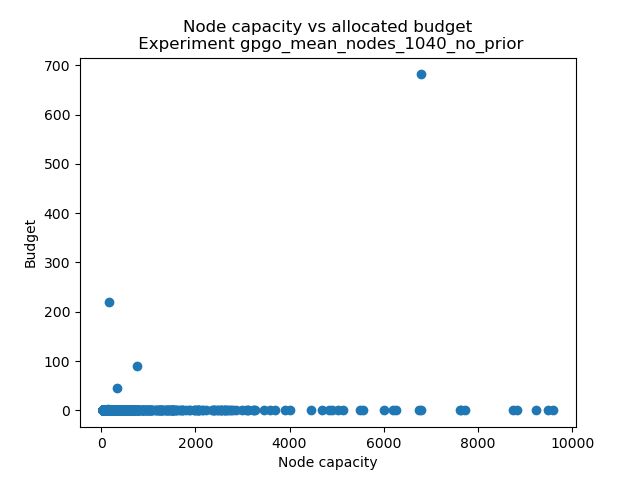 Node capacity vs allocated budget
Experiment gpgo_mean_nodes_1040_no_prior
700
600
500
400
300
200
100
0
Budget
0 2000 4000 6000 8000 10000
Node capacity